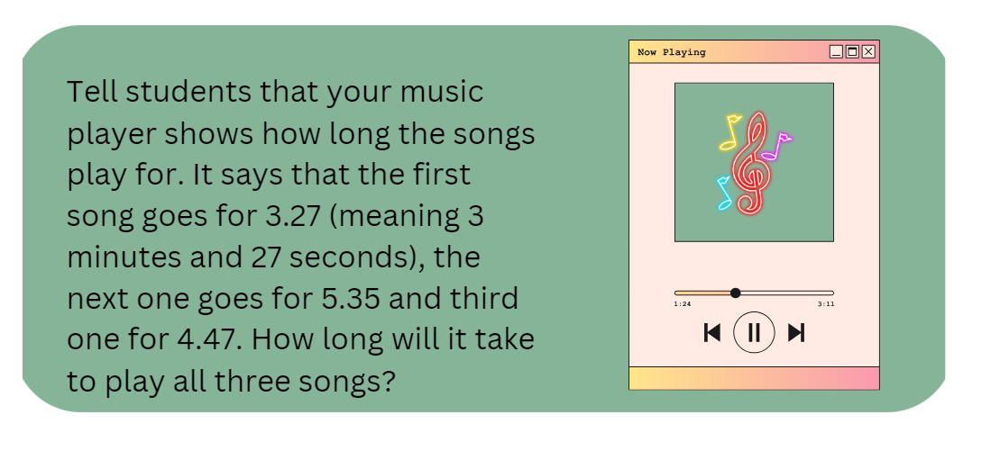 Tell students that your music
player shows how long the songs
play for. It says that the first
song goes for 3.27 (meaning 3
minutes and 27 seconds), the
next one goes for 5.35 and third
one for 4.47. How long will it take
to play all three songs?
Now Playing
1:24
3:11